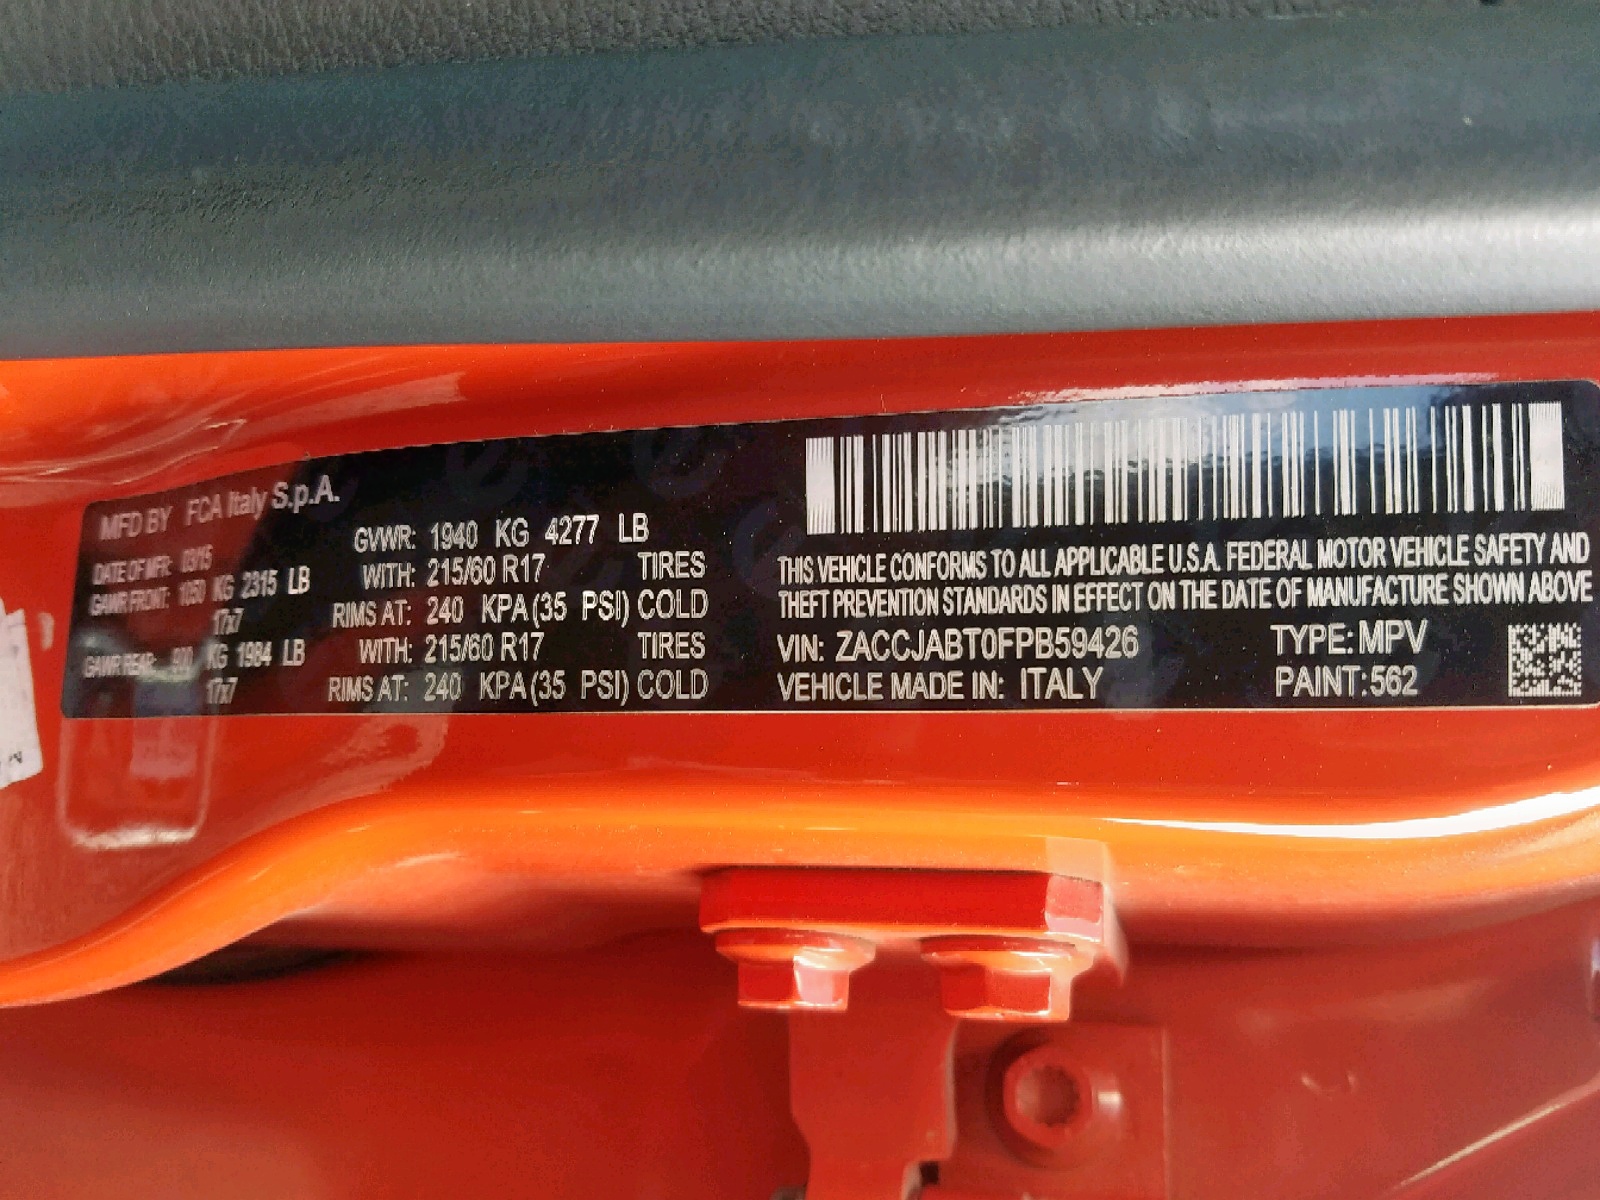 MFD BY FCA Italy S.p.A.
DATE OF MFR: 03/15 GVWR: 1940 KG 4277 LB
GAWR FRONT: 1050 KG 2315 LB WITH: 215/60 R17 TIRES
17x7 RIMS AT: 240 KPA(35 PSI) COLD
GAWR REAR: 900 KG 1984 LB WITH: 215/60 R17 TIRES
17x7 RIMS AT: 240 KPA(35 PSI) COLD
THIS VEHICLE CONFORMS TO ALL APPLICABLE U.S.A. FEDERAL MOTOR VEHICLE SAFETY AND
THEFT PREVENTION STANDARDS IN EFFECT ON THE DATE OF MANUFACTURE SHOWN ABOVE
VIN: ZACCJABT0FPB59426 TYPE: MPV
VEHICLE MADE IN: ITALY PAINT: 562